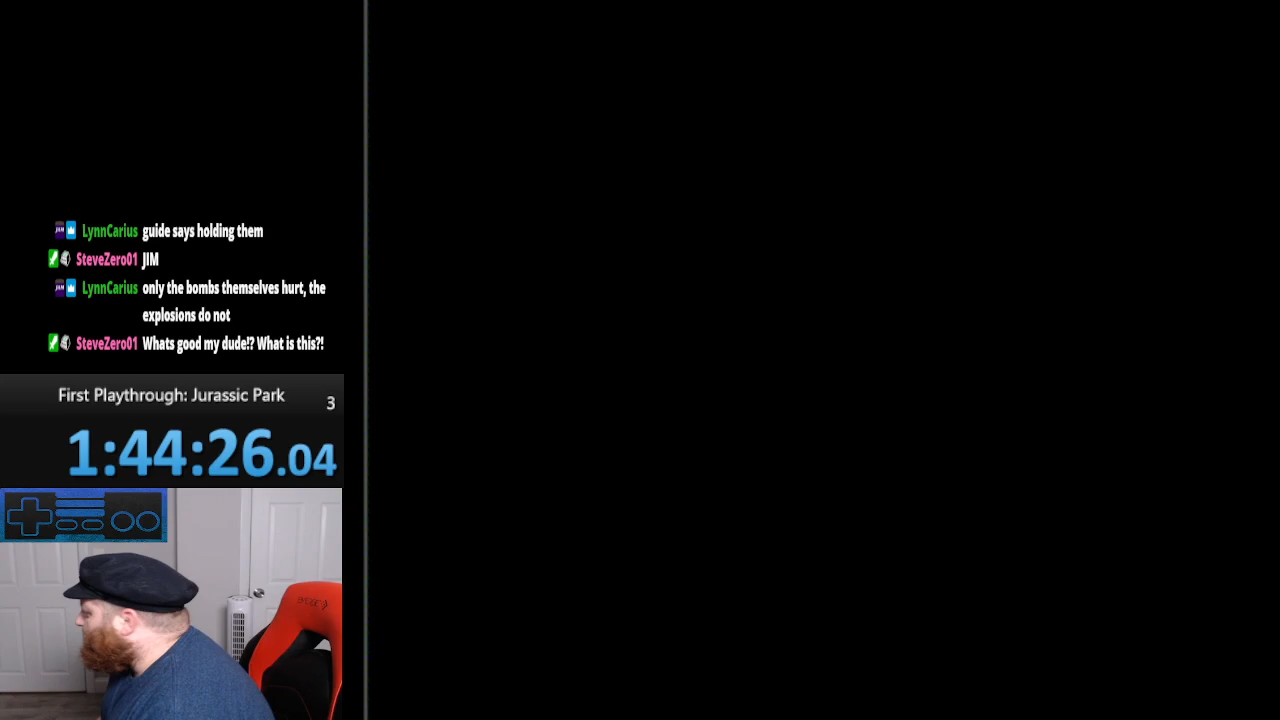 LynnCarius guide says holding them
SteveZero01 JIM
LynnCarius only the bombs themselves hurt, the
explosions do not
SteveZero01 Whats good my dude!? What is this?!
First Playthrough: Jurassic Park
3
1:44:26.04